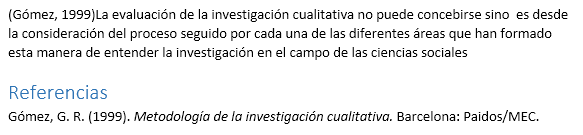 (Gómez, 1999)La evaluación de la investigación cualitativa no puede concebirse sino  es desde
la consideración del proceso seguido por cada una de las diferentes áreas que han formado
esta manera de entender la investigación en el campo de las ciencias sociales
Referencias
Gómez, G. R. (1999). Metodología de la investigación cualitativa. Barcelona: Paidos/MEC.